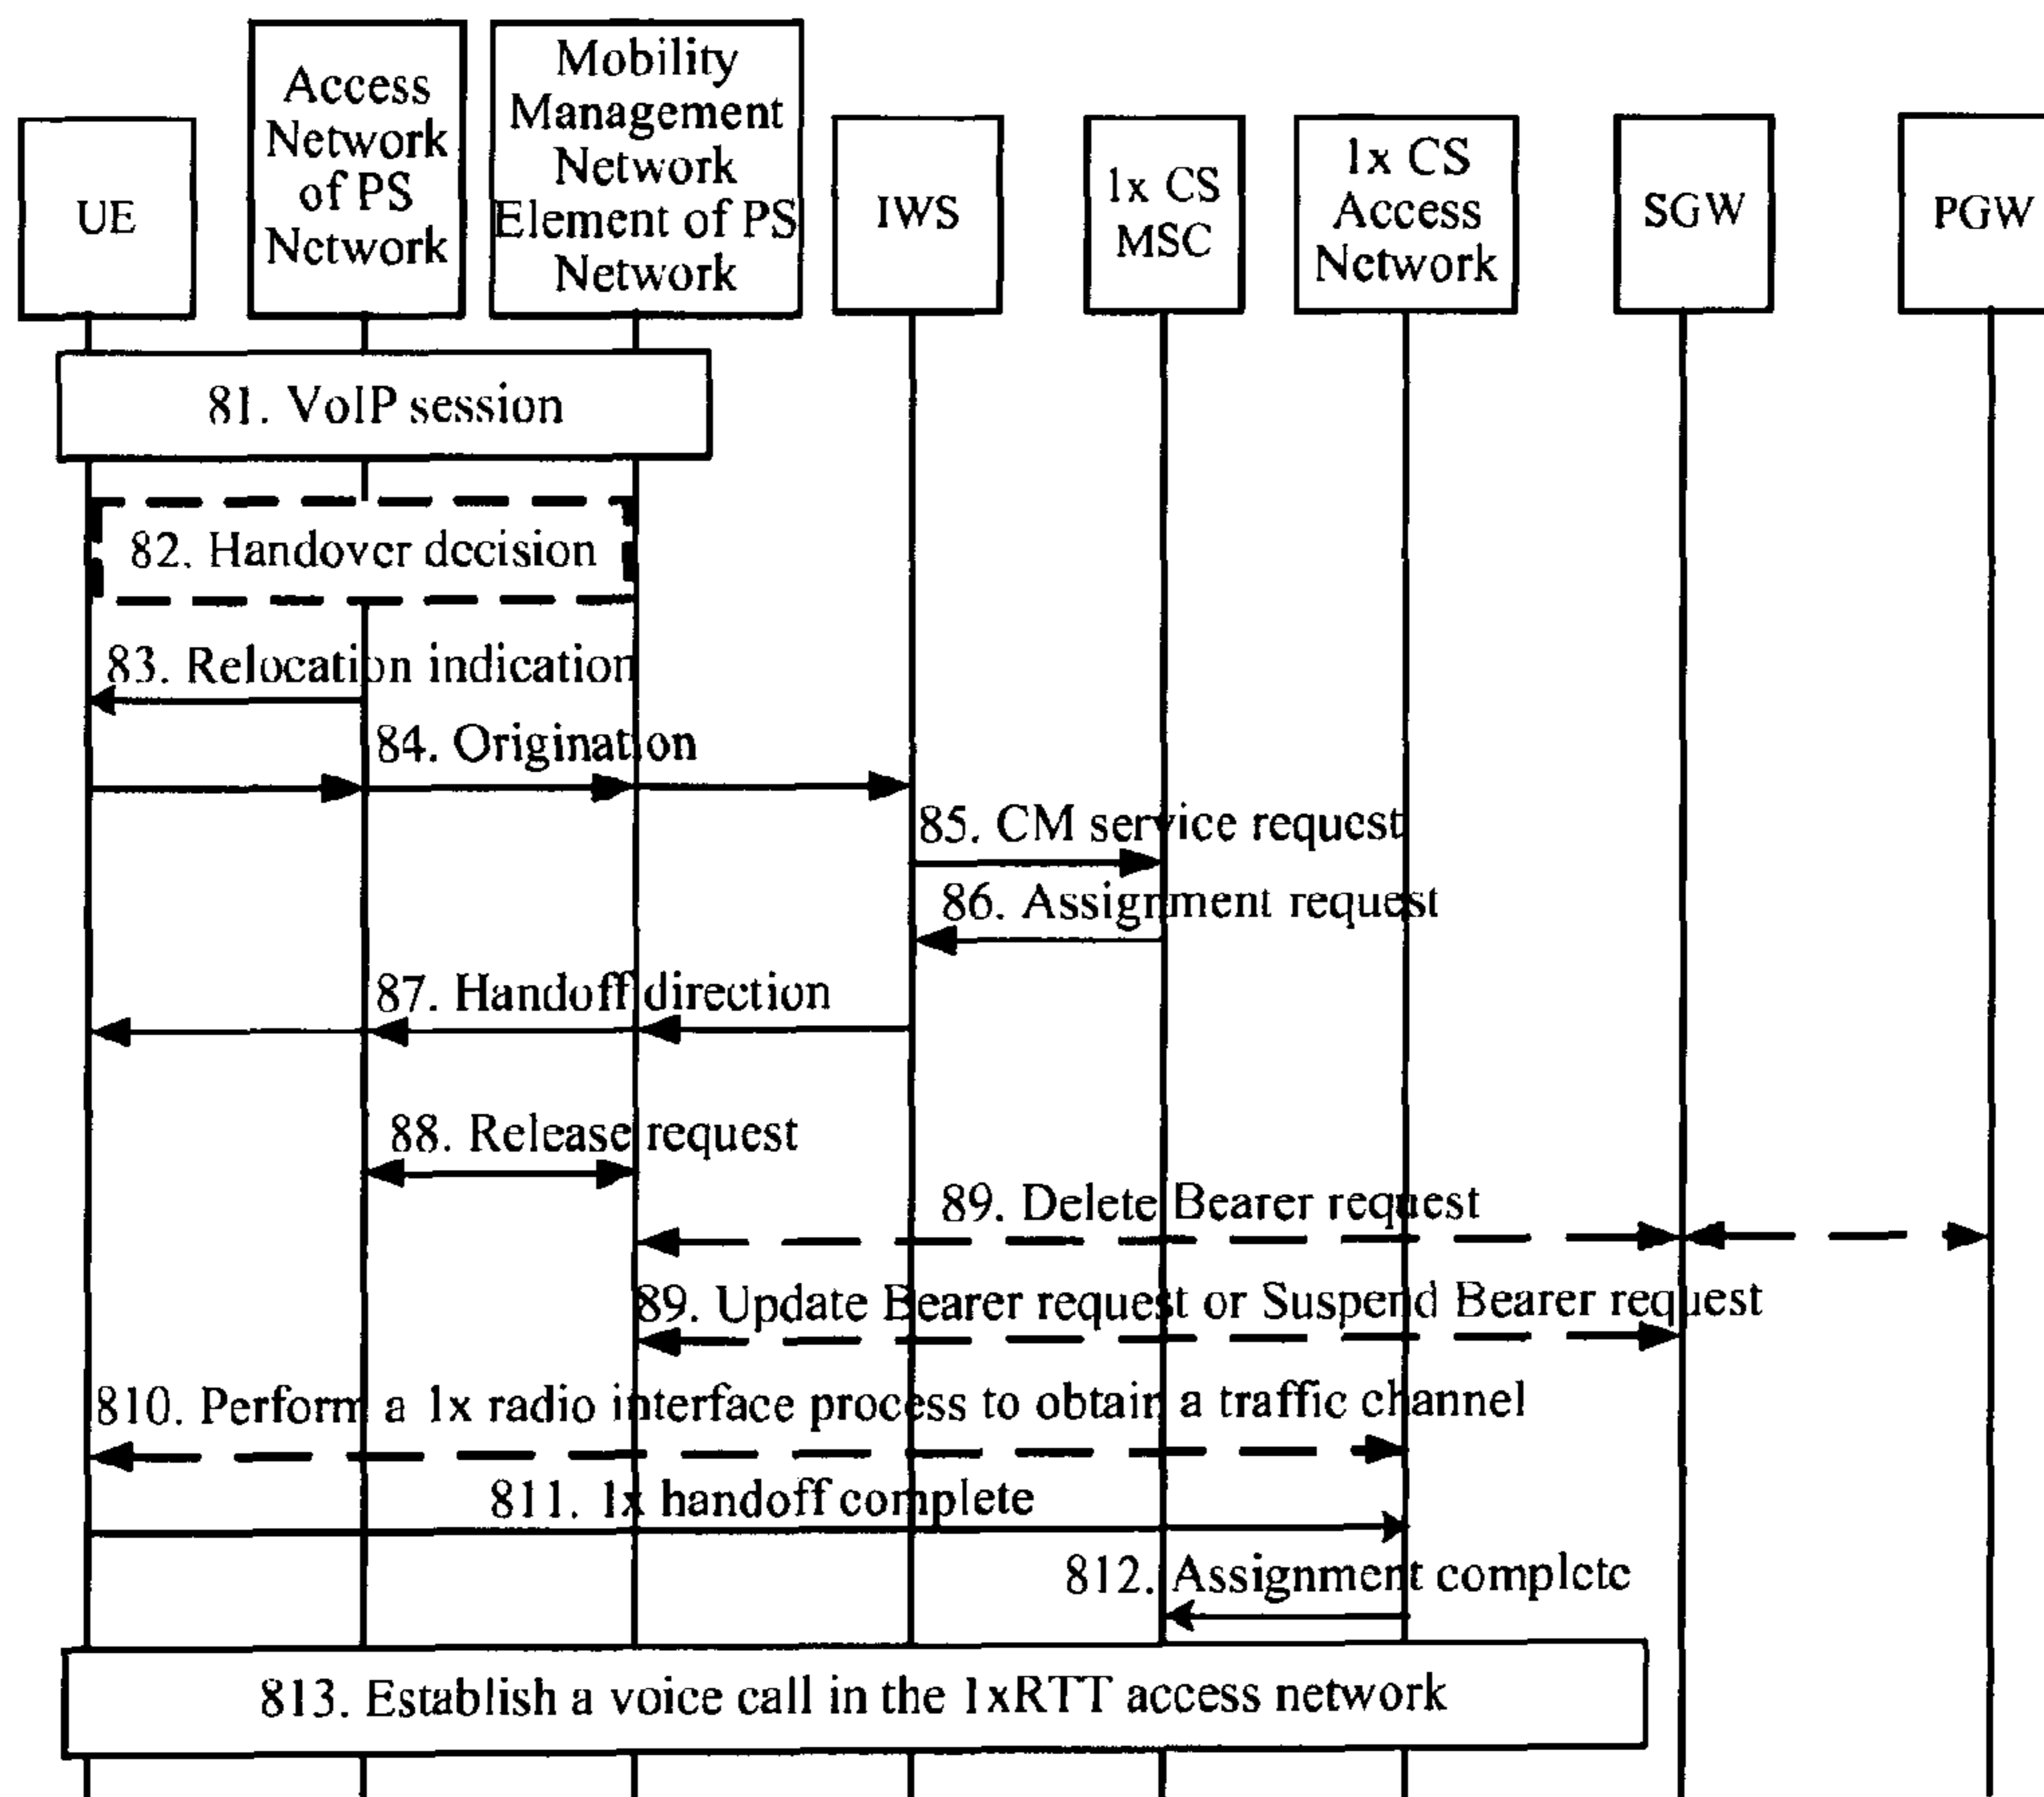 UE
Access
Network
of PS
Network
Mobility
Management
Network
Element of PS
Network
IWS
1x CS
MSC
1x CS
Access
Network
SGW
PGW
81. VoIP session
82. Handover decision
83. Relocation indication
84. Origination
85. CM service request
86. Assignment request
87. Handoff direction
88. Release request
89. Delete Bearer request
89. Update Bearer request or Suspend Bearer request
810. Perform a 1x radio interface process to obtain a traffic channel
811. 1x handoff complete
812. Assignment complete
813. Establish a voice call in the 1xRTT access network